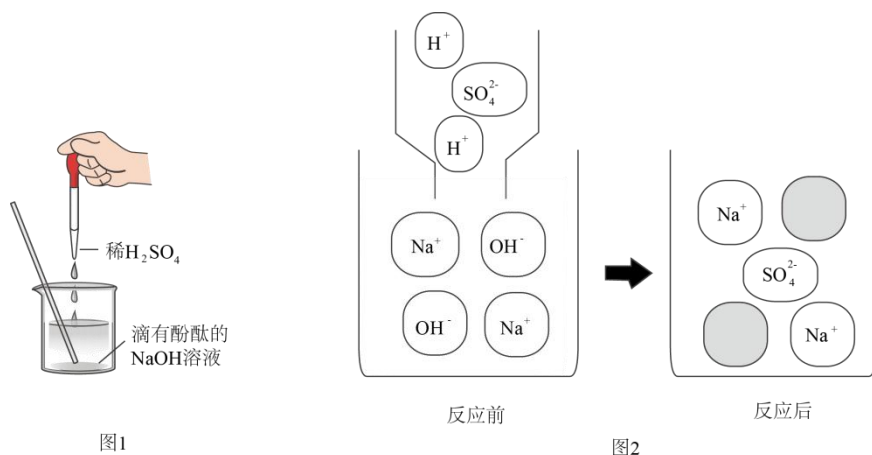 稀H₂SO₄
滴有酚酞的
NaOH溶液
图1
H⁺
SO₄²⁻
H⁺
Na⁺
OH⁻
OH⁻
Na⁺
反应前
Na⁺
SO₄²⁻
Na⁺
反应后
图2